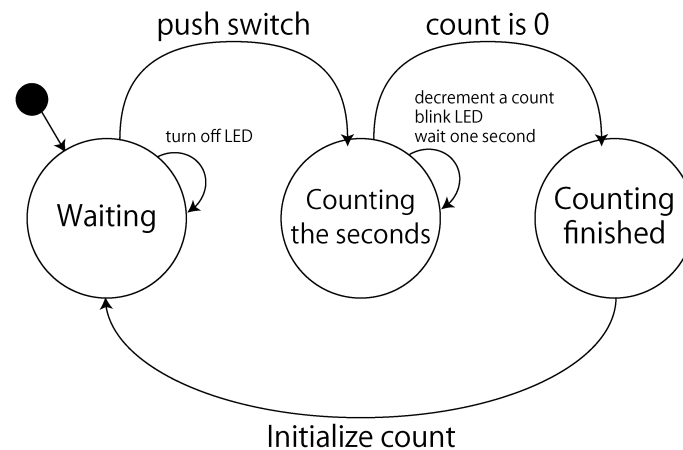 push switch
count is 0
decrement a count
blink LED
wait one second
turn off LED
Waiting
Counting
the seconds
Counting
finished
Initialize count